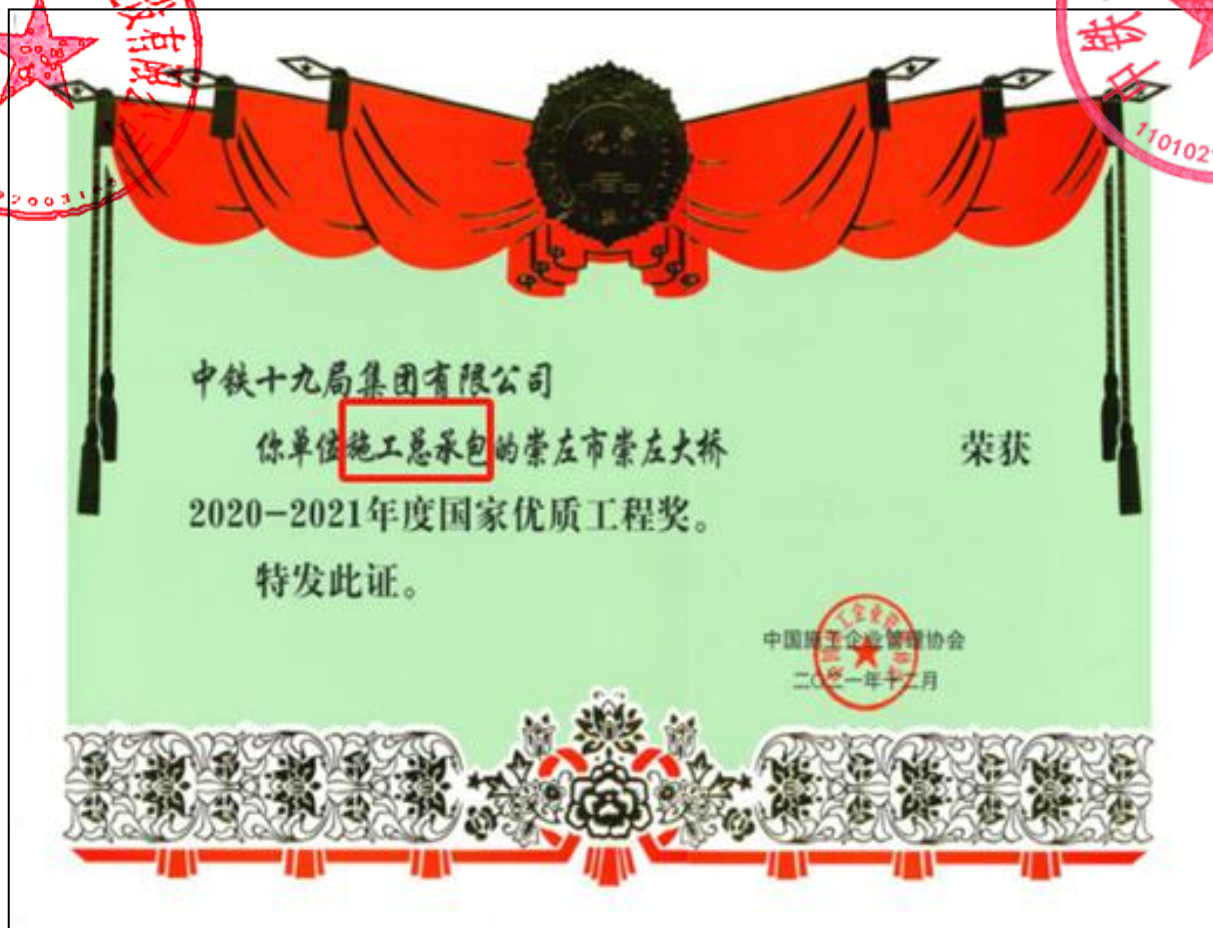 中铁十九局集团有限公司
你单位施工总承包的崇左市崇左大桥 荣获
2020-2021年度国家优质工程奖。
特发此证。
中国施工企业管理协会
二〇二一年十二月
中铁
110102